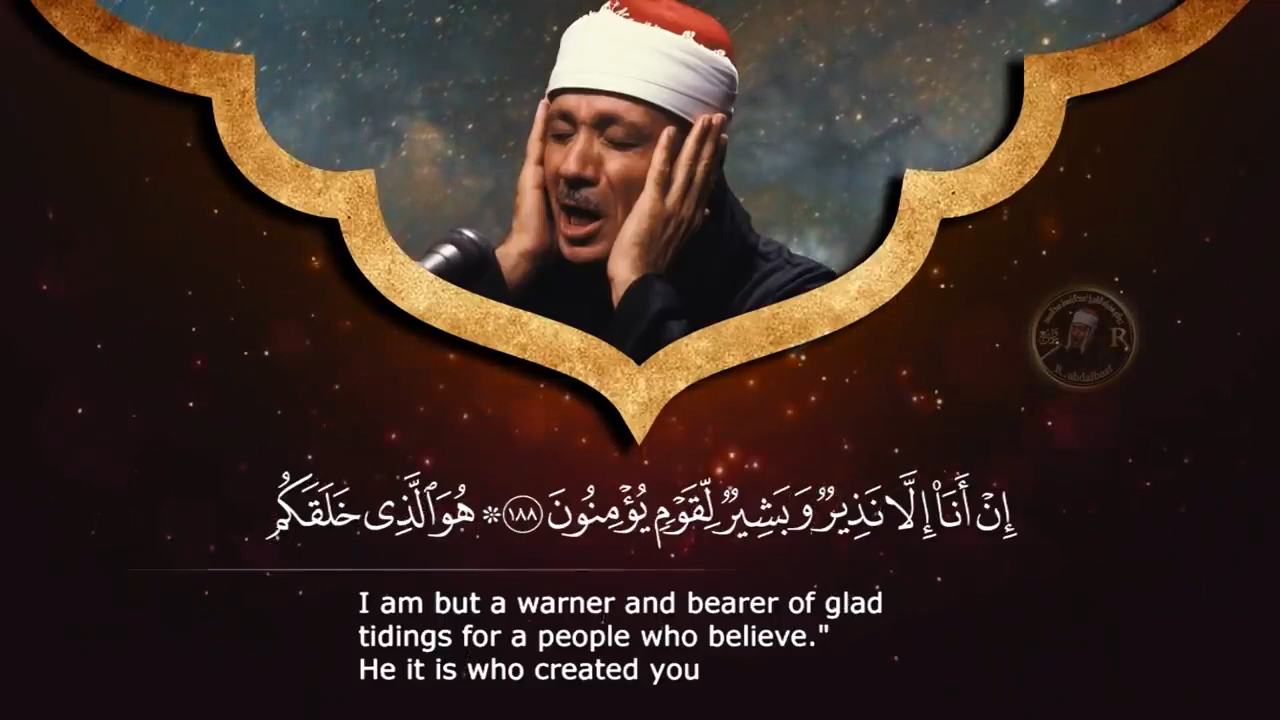 إِنْ أَنَا۠ إِلَّا نَذِيرٌ وَبَشِيرٌ لِّقَوْمٍ يُؤْمِنُونَ ١٨٨ ۞ هُوَ ٱلَّذِى خَلَقَكُم
I am but a warner and bearer of glad
tidings for a people who believe."
He it is who created you
R
R..abdalbast